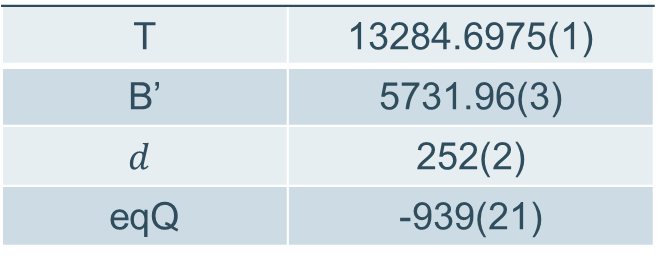 T 13284.6975(1)
B’ 5731.96(3)
d 252(2)
eqQ -939(21)